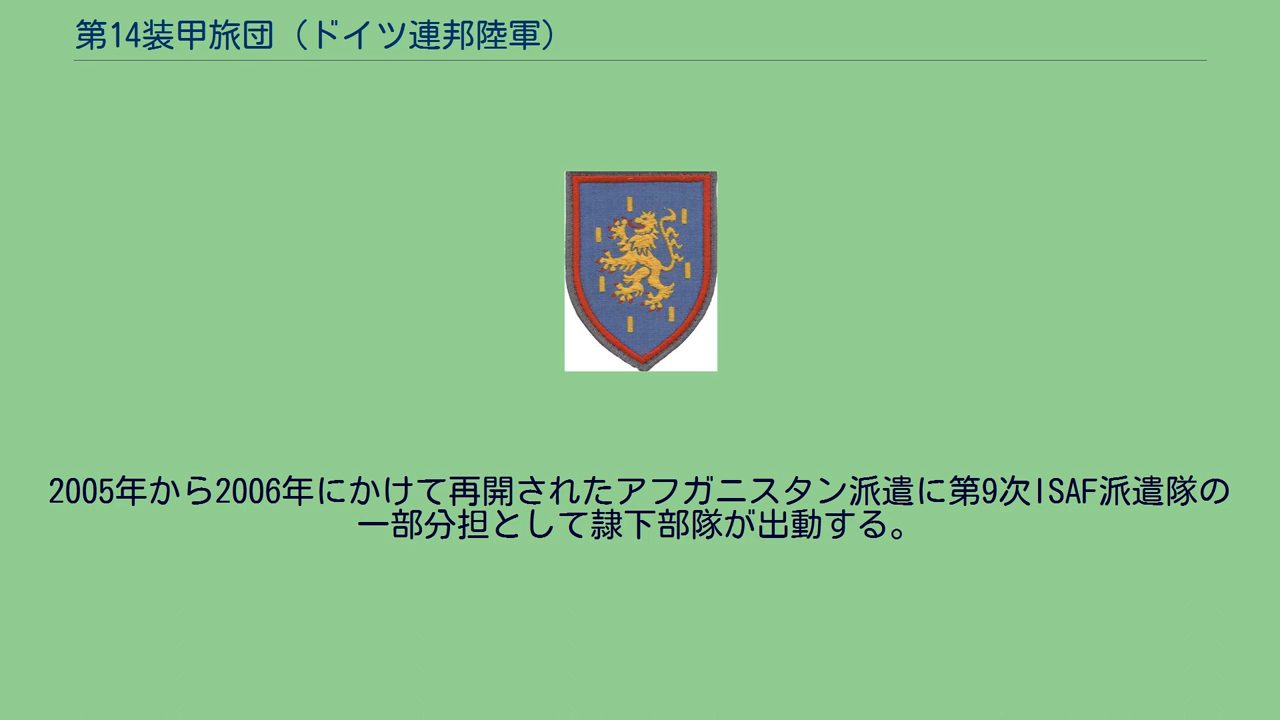 第14装甲旅団（ドイツ連邦陸軍）
2005年から2006年にかけて再開されたアフガニスタン派遣に第9次ISAF派遣隊の
一部分担として隷下部隊が出動する。